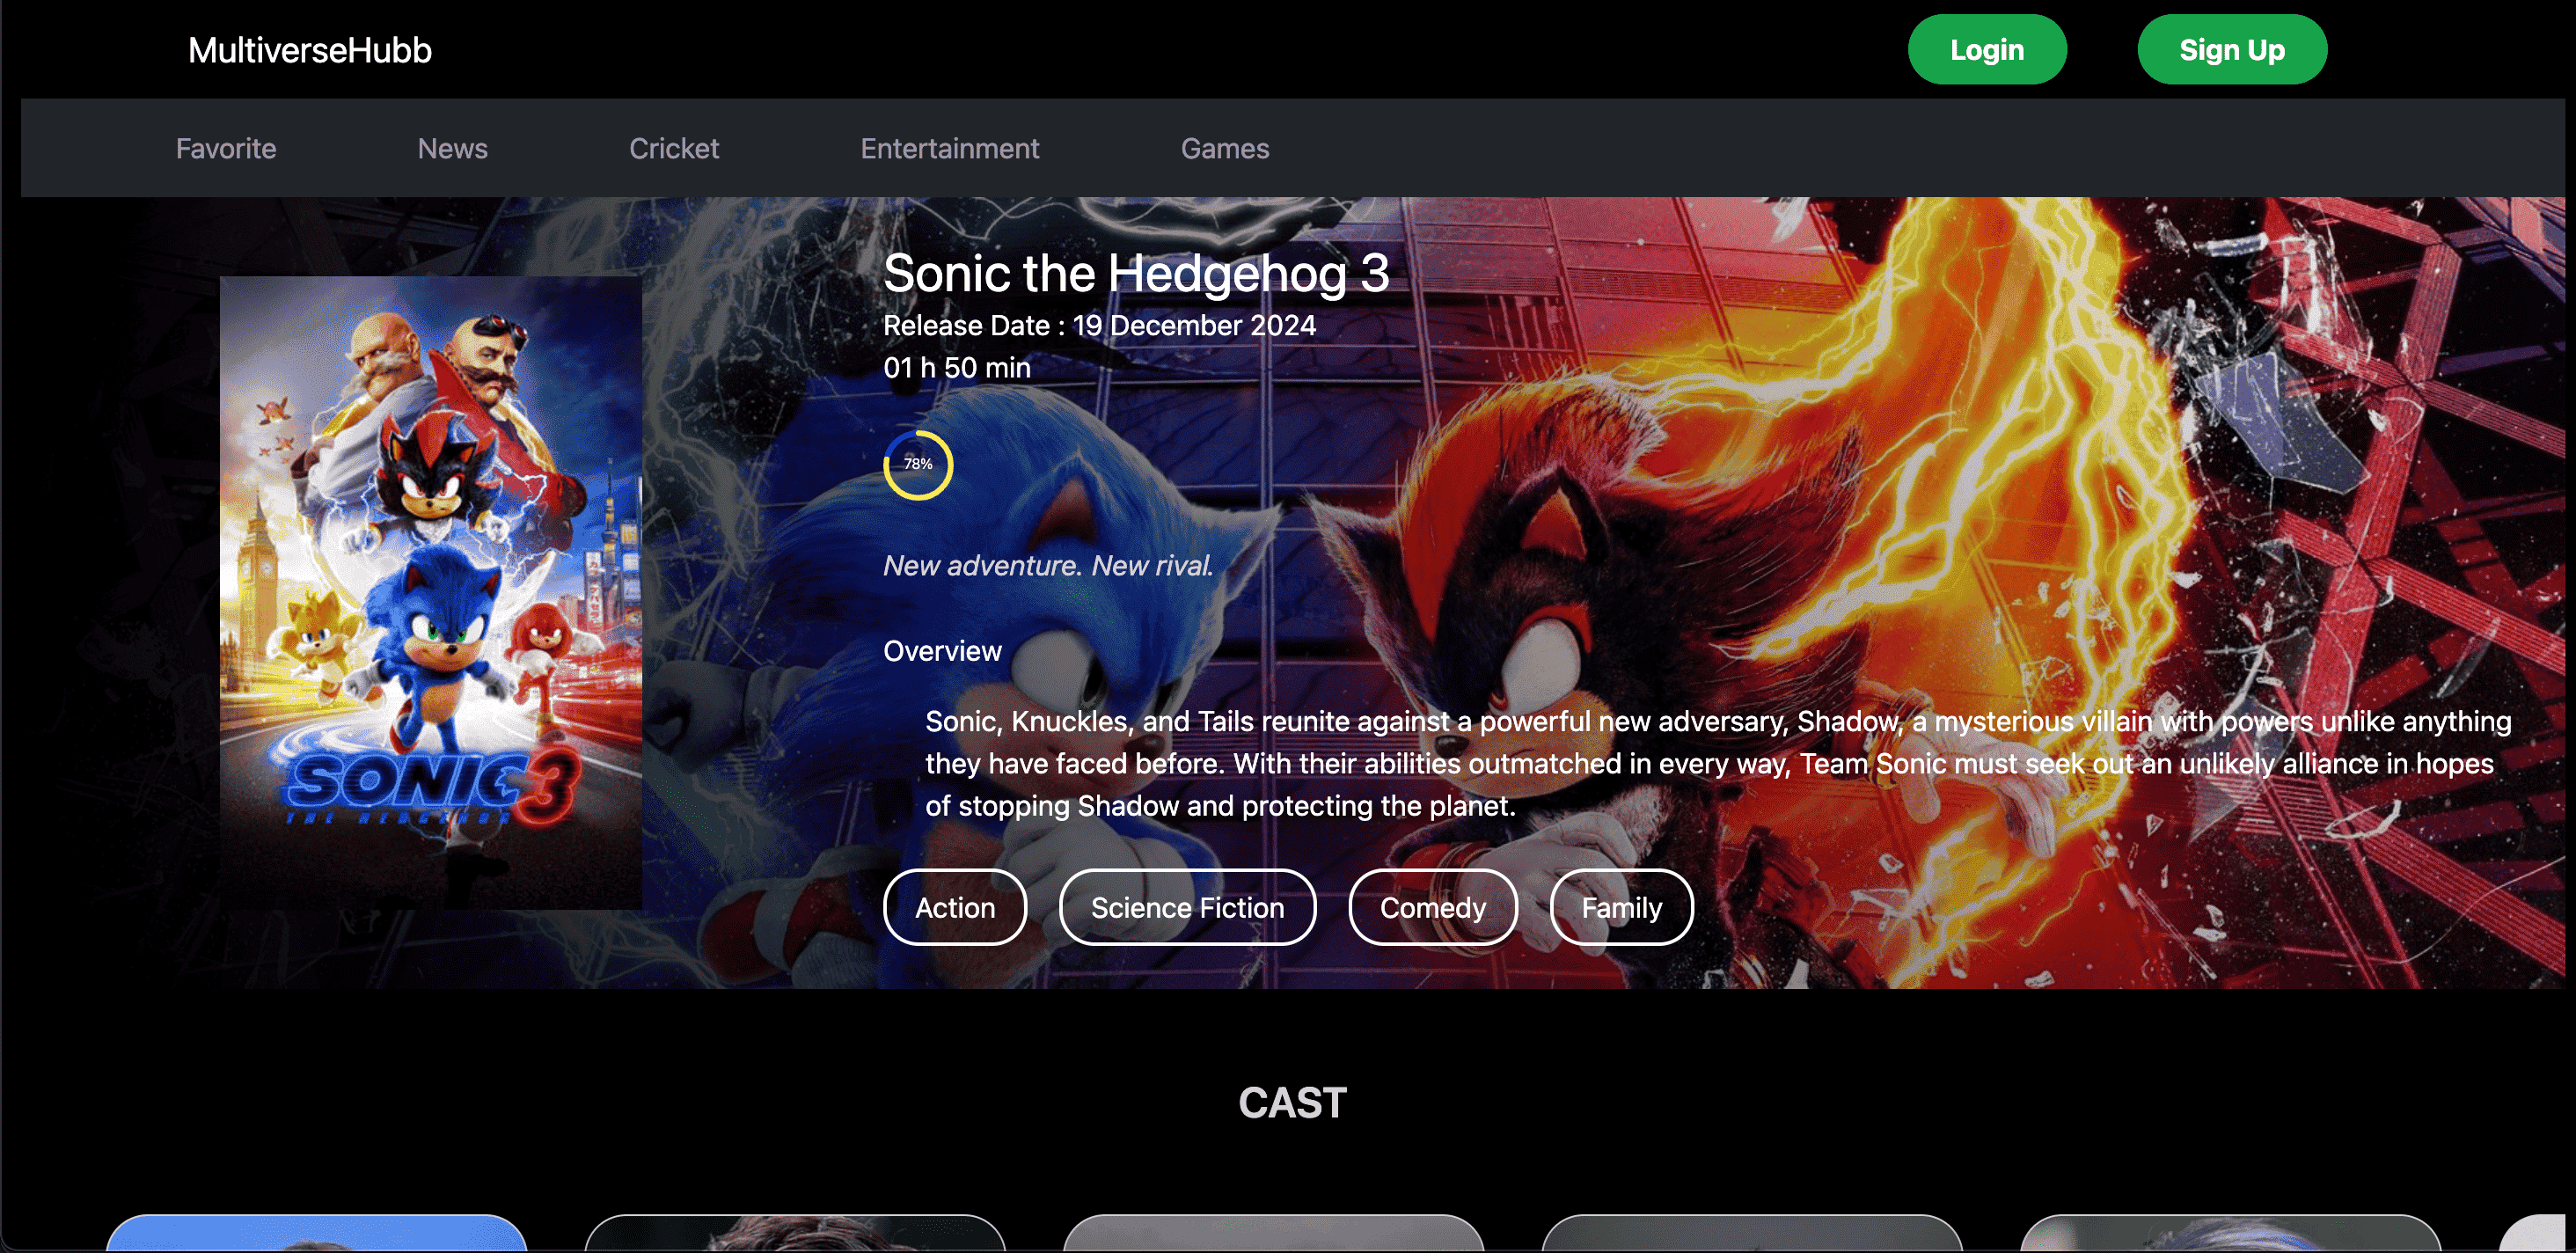 MultiverseHubb
Login
Sign Up
Favorite
News
Cricket
Entertainment
Games
Sonic the Hedgehog 3
Release Date : 19 December 2024
01 h 50 min
78%
New adventure. New rival.
Overview
Sonic, Knuckles, and Tails reunite against a powerful new adversary, Shadow, a mysterious villain with powers unlike anything
they have faced before. With their abilities outmatched in every way, Team Sonic must seek out an unlikely alliance in hopes
of stopping Shadow and protecting the planet.
SONIC 3
THE HEDGEHOG
Action
Science Fiction
Comedy
Family
CAST